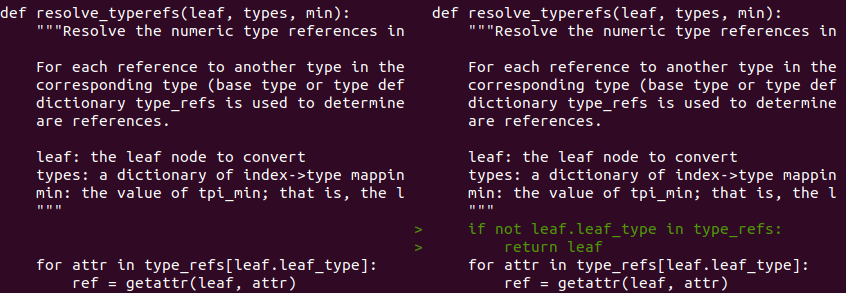 def resolve_typerefs(leaf, types, min):    def resolve_typerefs(leaf, types, min):
    """Resolve the numeric type references in        """Resolve the numeric type references in
    For each reference to another type in the        For each reference to another type in the
    corresponding type (base type or type def        corresponding type (base type or type def
    dictionary type_refs is used to determine        dictionary type_refs is used to determine
    are references.        are references.
    leaf: the leaf node to convert        leaf: the leaf node to convert
    types: a dictionary of index->type mappin        types: a dictionary of index->type mappin
    min: the value of tpi_min; that is, the l        min: the value of tpi_min; that is, the l
    """        """
>        if not leaf.leaf_type in type_refs:
>            return leaf
    for attr in type_refs[leaf.leaf_type]:        for attr in type_refs[leaf.leaf_type]:
        ref = getattr(leaf, attr)            ref = getattr(leaf, attr)